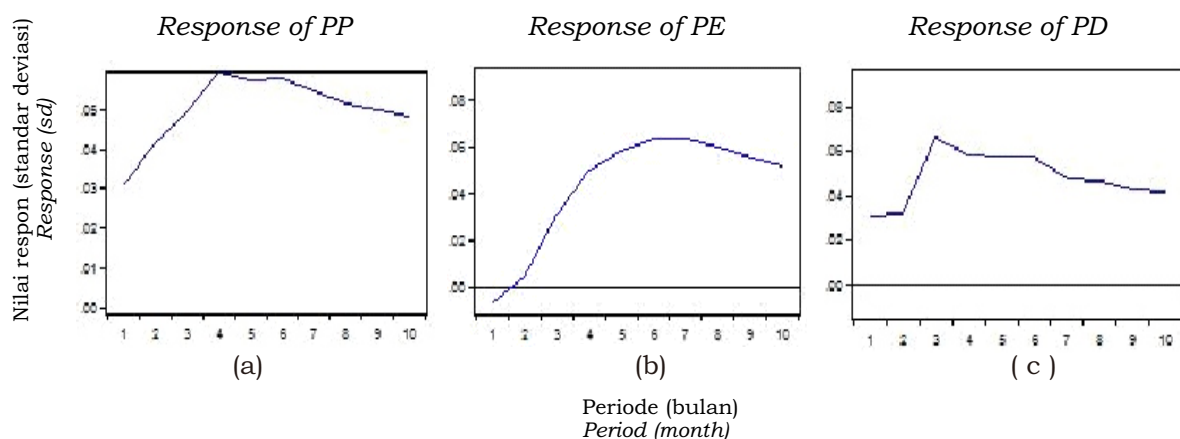 Response of PP
Response of PE
Response of PD
Nilai respon (standar deviasi)
Response (sd)
.05
.04
.03
.02
.01
.00
1 2 3 4 5 6 7 8 9 10
(a)
.08
.06
.04
.02
.00
1 2 3 4 5 6 7 8 9 10
(b)
.08
.06
.04
.02
.00
1 2 3 4 5 6 7 8 9 10
( c )
Periode (bulan)
Period (month)